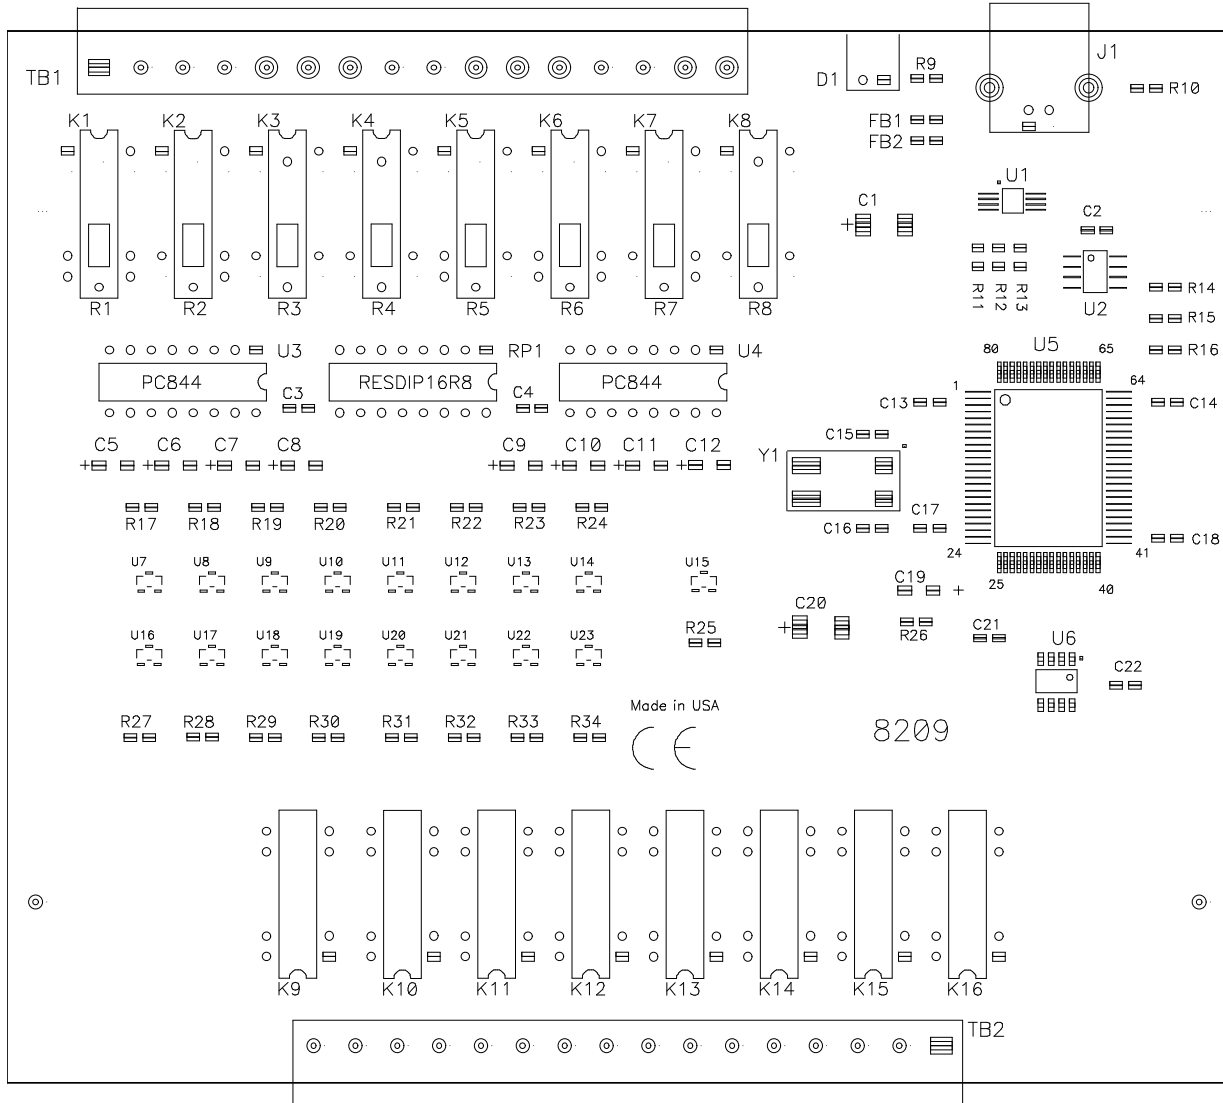 TB1
D1
R9
J1
R10
K1 K2 K3 K4 K5 K6 K7 K8
FB1
FB2
U1
C1
C2
R1 R2 R3 R4 R5 R6 R7 R8
R11 R12 R13
U2
R14
R15
R16
U3 RP1 U4
80 U5 65
PC844 RESDIP16R8 PC844
C3 C4
1 64
C13 C14
C5 C6 C7 C8 C9 C10 C11 C12
+ + + + + + + +
C15
Y1
R17 R18 R19 R20 R21 R22 R23 R24
C16 C17
C18
24 41
25 40
U7 U8 U9 U10 U11 U12 U13 U14 U15
C19 +
+ C20
U16 U17 U18 U19 U20 U21 U22 U23
R25
R26
C21
U6
C22
Made in USA
CE
R27 R28 R29 R30 R31 R32 R33 R34
8209
K9 K10 K11 K12 K13 K14 K15 K16
TB2